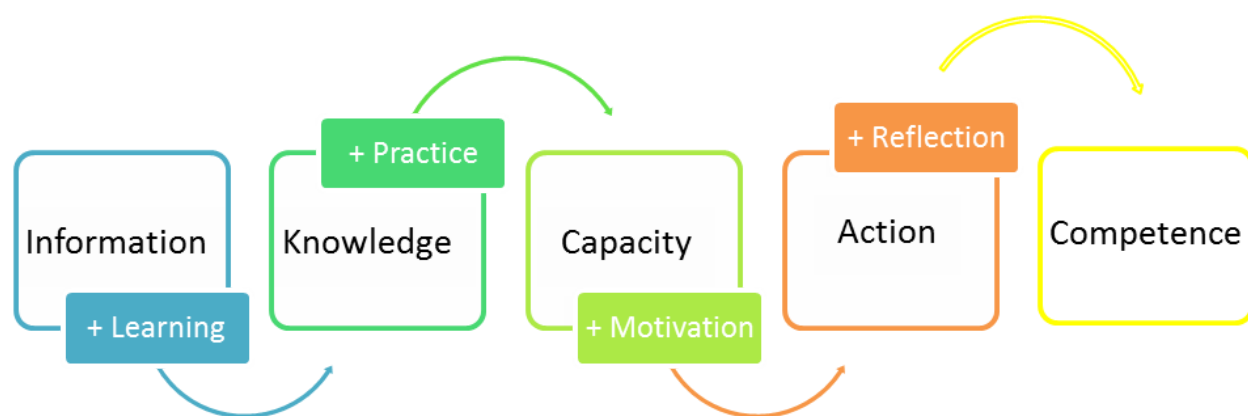 Information
+ Learning
Knowledge
+ Practice
Capacity
+ Motivation
Action
+ Reflection
Competence